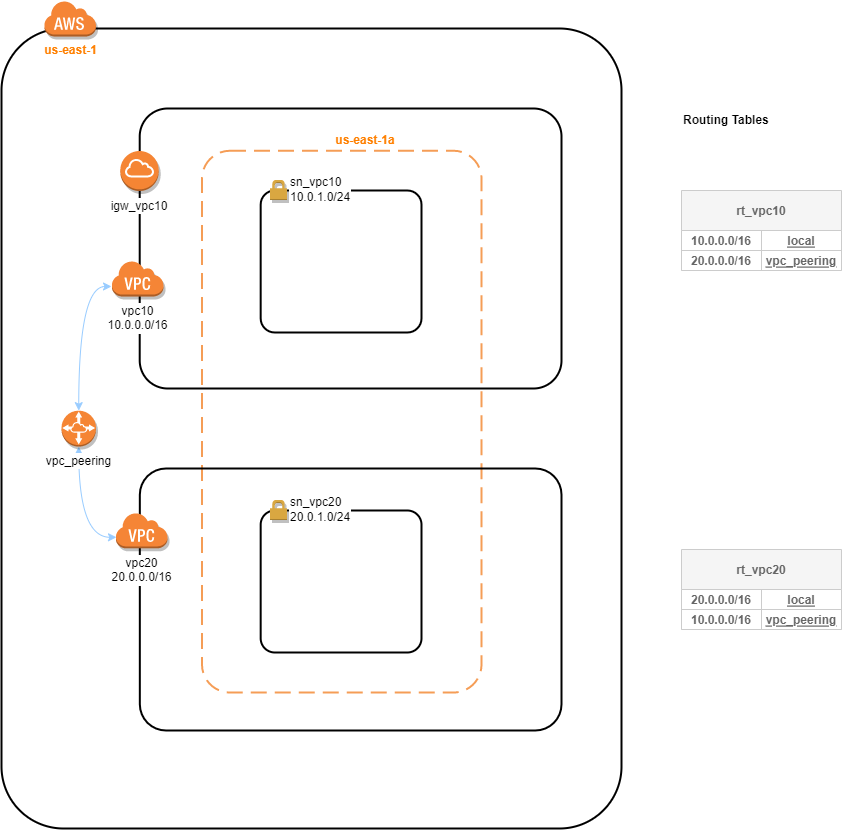 AWS
us-east-1
Routing Tables
us-east-1a
igw_vpc10
sn_vpc10
10.0.1.0/24
rt_vpc10
10.0.0.0/16 local
20.0.0.0/16 vpc_peering
VPC
vpc10
10.0.0.0/16
vpc_peering
VPC
vpc20
20.0.0.0/16
sn_vpc20
20.0.1.0/24
rt_vpc20
20.0.0.0/16 local
10.0.0.0/16 vpc_peering